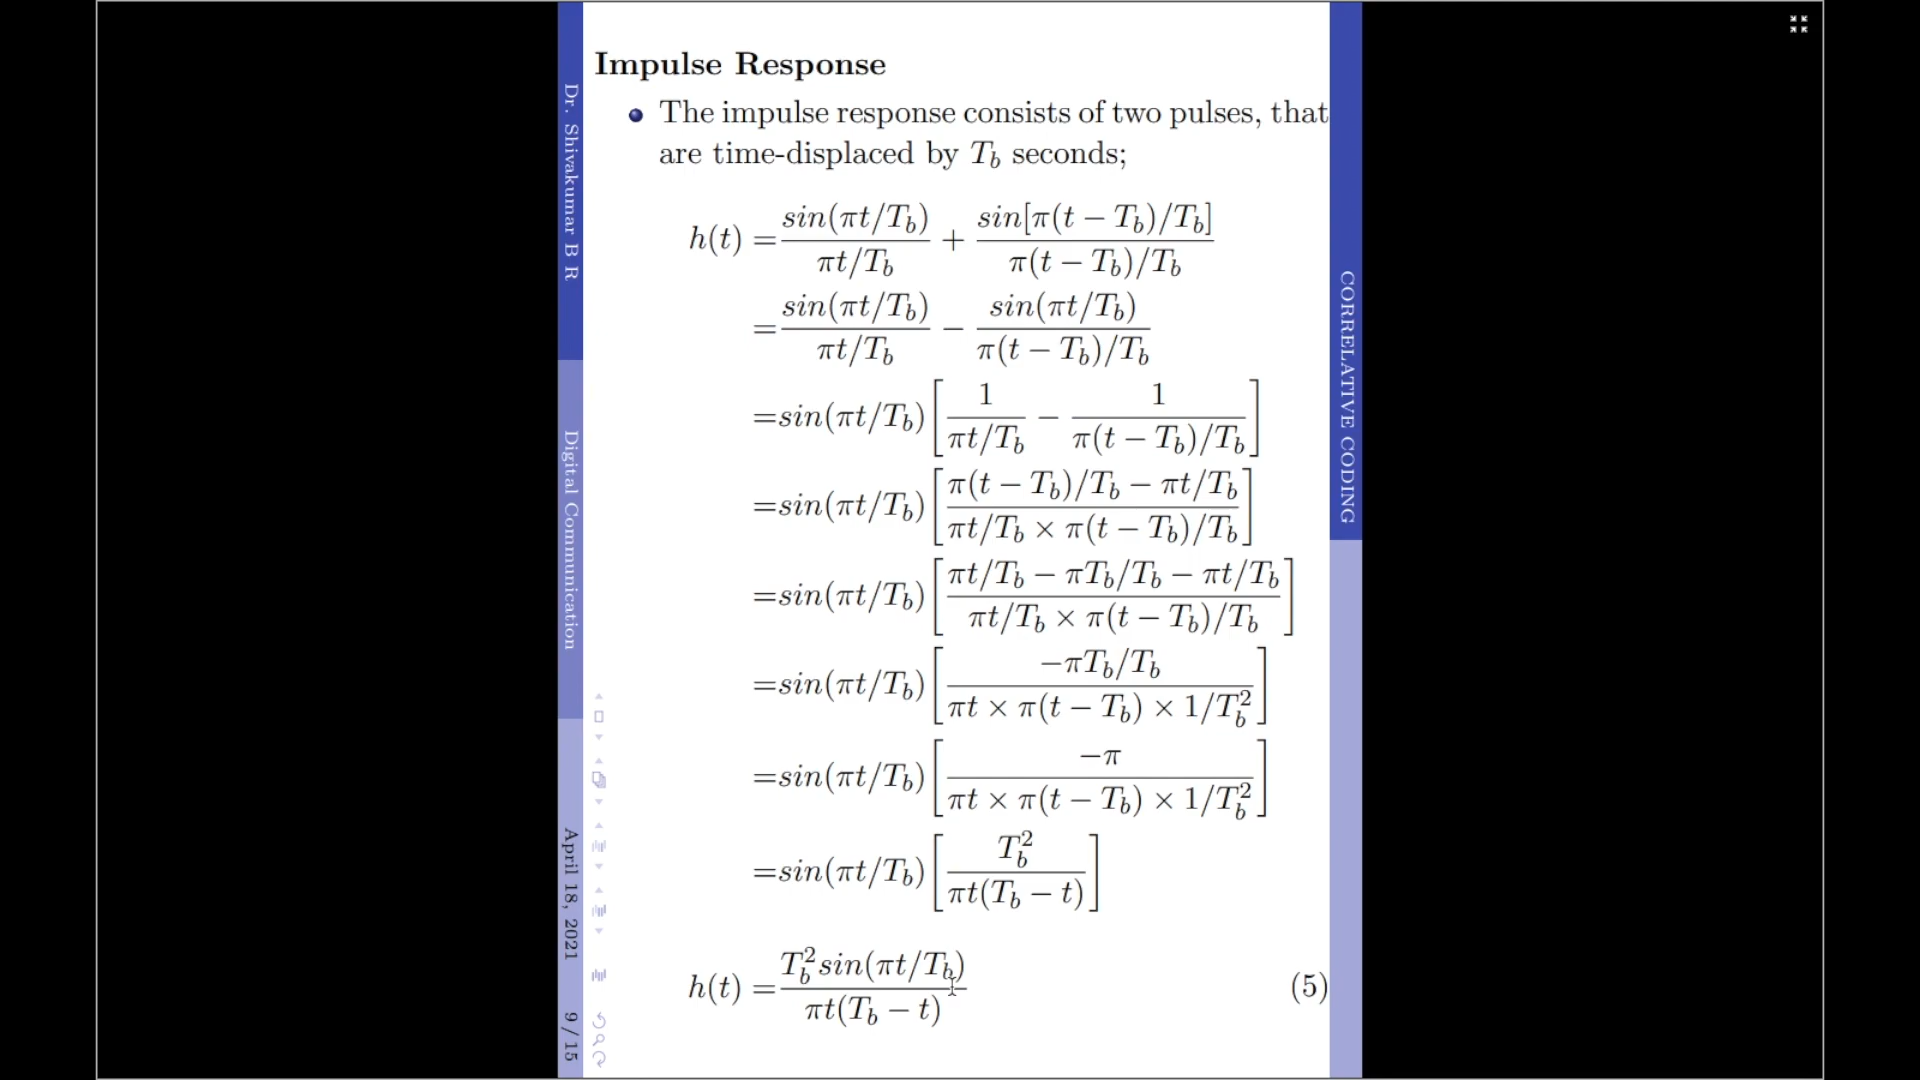 Impulse Response
The impulse response consists of two pulses, that
are time-displaced by T_b seconds;
h(t) = sin(πt/T_b) / πt/T_b + sin[π(t − T_b)/T_b] / π(t − T_b)/T_b
= sin(πt/T_b) / πt/T_b − sin(πt/T_b) / π(t − T_b)/T_b
=sin(πt/T_b) [1 / πt/T_b − 1 / π(t − T_b)/T_b]
=sin(πt/T_b) [π(t − T_b)/T_b − πt/T_b / πt/T_b × π(t − T_b)/T_b]
=sin(πt/T_b) [πt/T_b − πT_b/T_b − πt/T_b / πt/T_b × π(t − T_b)/T_b]
=sin(πt/T_b) [−πT_b/T_b / πt × π(t − T_b) × 1/T_b^2]
=sin(πt/T_b) [−π / πt × π(t − T_b) × 1/T_b^2]
=sin(πt/T_b) [T_b^2 / πt(T_b − t)]
h(t) = T_b^2 sin(πt/T_b) / πt(T_b − t) (5)
Dr. Shivakumar B R
Digital Communication
April 18, 2021
9 / 15
CORRELATIVE CODING